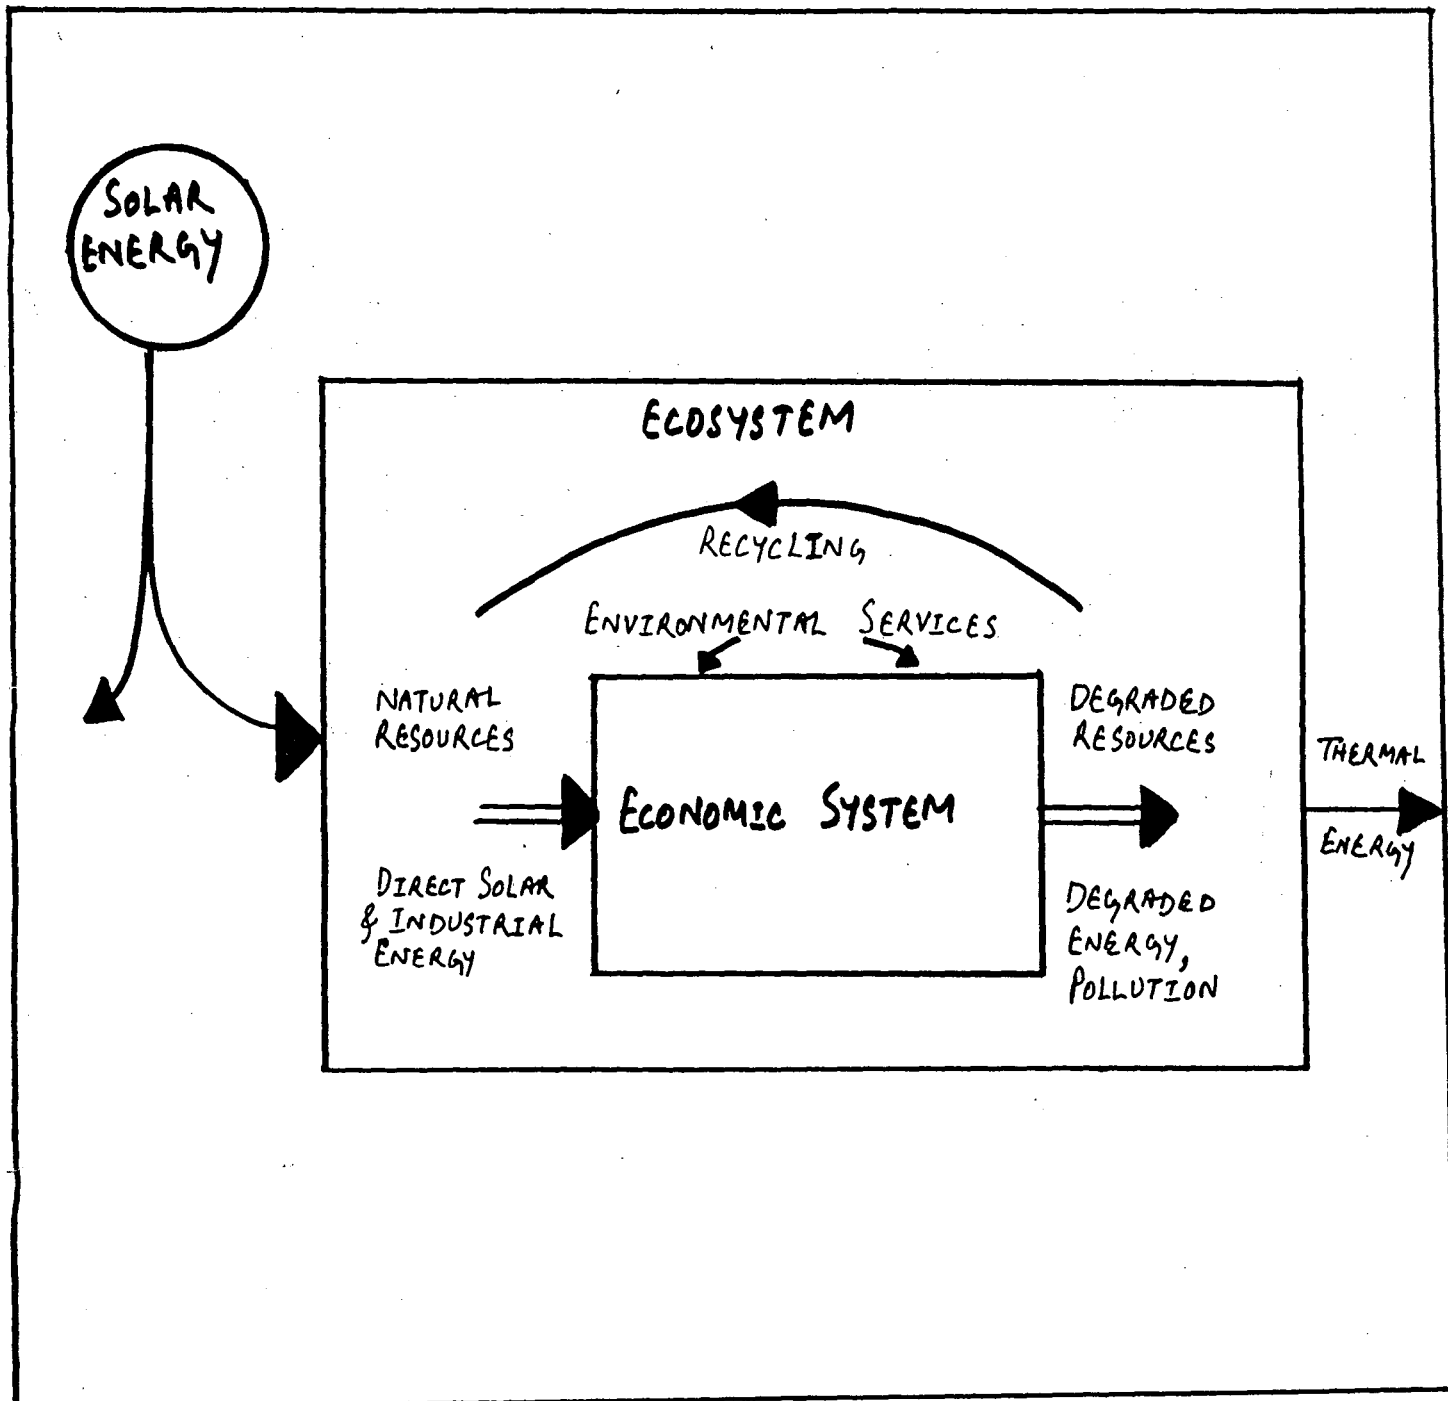 SOLAR
ENERGY
ECOSYSTEM
RECYCLING
ENVIRONMENTAL SERVICES
NATURAL
RESOURCES
DEGRADED
RESOURCES
THERMAL
ENERGY
ECONOMIC SYSTEM
DIRECT SOLAR
& INDUSTRIAL
ENERGY
DEGRADED
ENERGY,
POLLUTION